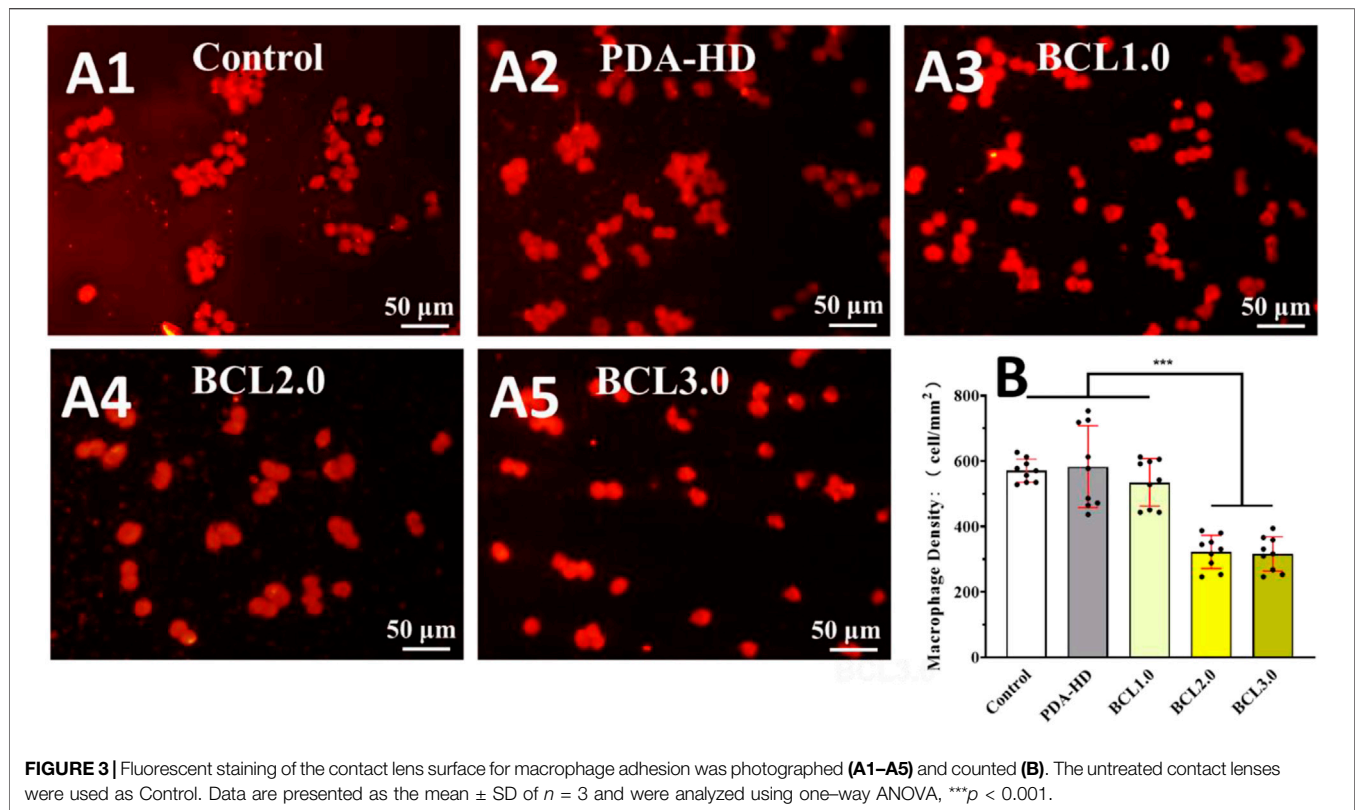 A1 Control
50 µm
A2 PDA-HD
50 µm
A3 BCL1.0
50 µm
A4 BCL2.0
50 µm
A5 BCL3.0
50 µm
BCL3.0
B
***
Macrophage Density:（ cell/mm²）
800
600
400
200
0
Control
PDA-HD
BCL1.0
BCL2.0
BCL3.0
FIGURE 3 | Fluorescent staining of the contact lens surface for macrophage adhesion was photographed (A1–A5) and counted (B). The untreated contact lenses
were used as Control. Data are presented as the mean ± SD of n = 3 and were analyzed using one–way ANOVA, ***p < 0.001.